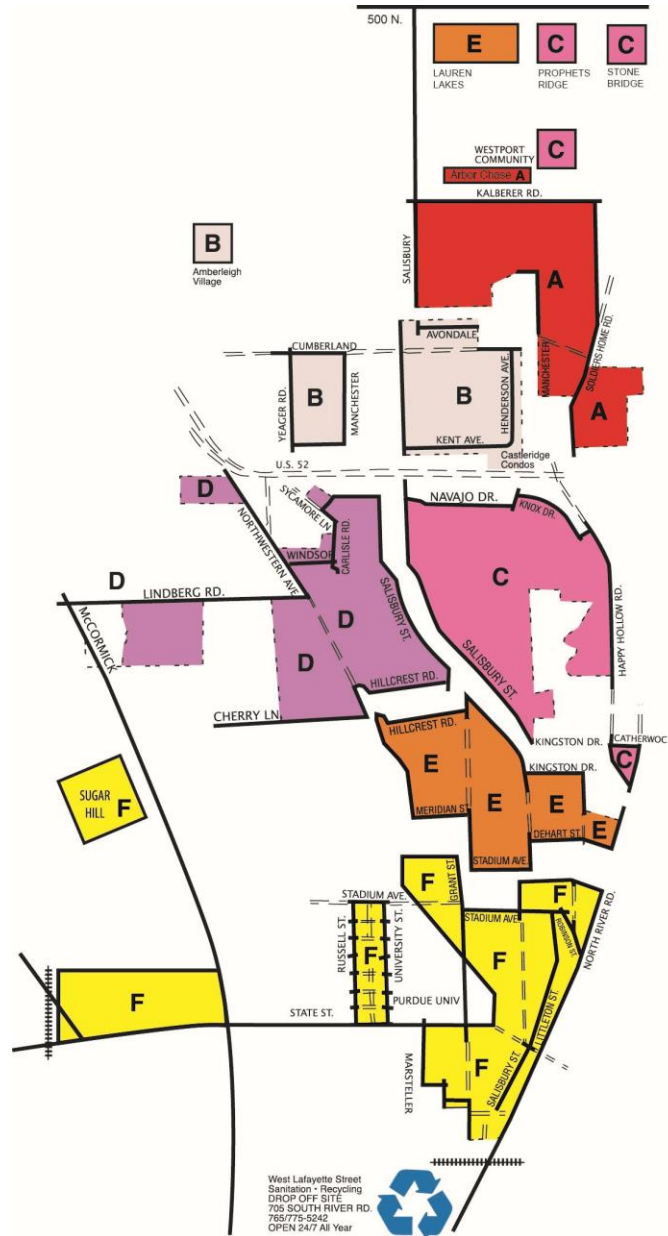 500 N.
E
C
C
LAUREN
LAKES
PROPHETS
RIDGE
STONE
BRIDGE
WESTPORT
COMMUNITY
C
Arbor Chase A
KALBERER RD.
SALISBURY
B
Amberleigh
Village
A
SOLDIERS HOME RD.
AVONDALE
CUMBERLAND
MANCHESTER
YEAGER RD.
B
MANCHESTER
B
HENDERSON AVE.
A
KENT AVE.
Castleridge
Condos
U.S. 52
D
SYCAMORE LN
NAVAJO DR.
KNOX DR.
NORTHWESTERN AVE.
WINDSOR
CARLISLE RD.
C
D
LINDBERG RD.
McCORMICK
D
SALISBURY ST.
HAPPY HOLLOW RD.
D
SALISBURY ST.
HILLCREST RD.
CHERRY LN.
HILLCREST RD.
KINGSTON DR.
CATHERWOC
C
KINGSTON DR.
E
E
E
E
MERIDIAN ST.
DEHART ST.
STADIUM AVE.
SUGAR
HILL
F
F
GRANT ST.
F
STADIUM AVE.
STADIUM AVE.
ROBINSON ST.
NORTH RIVER RD.
RUSSELL ST.
F
UNIVERSITY ST.
F
PURDUE UNIV
F
STATE ST.
LITTLETON ST.
MARSTELLER
F
SALISBURY ST.
West Lafayette Street
Sanitation • Recycling
DROP OFF SITE
705 SOUTH RIVER RD.
765/775-5242
OPEN 24/7 All Year